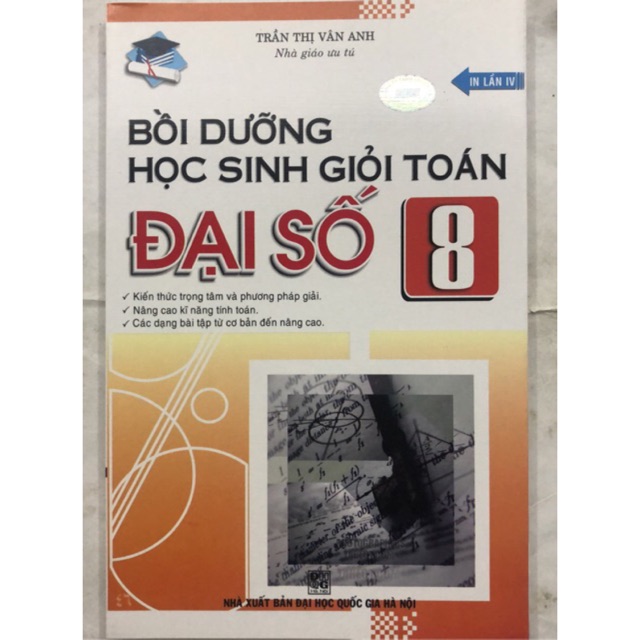 TRẦN THỊ VÂN ANH
Nhà giáo ưu tú
IN LẦN IV
BỒI DƯỠNG
HỌC SINH GIỎI TOÁN
ĐẠI SỐ 8
✓ Kiến thức trọng tâm và phương pháp giải.
✓ Nâng cao kĩ năng tính toán.
✓ Các dạng bài tập từ cơ bản đến nâng cao.
NHÀ XUẤT BẢN ĐẠI HỌC QUỐC GIA HÀ NỘI